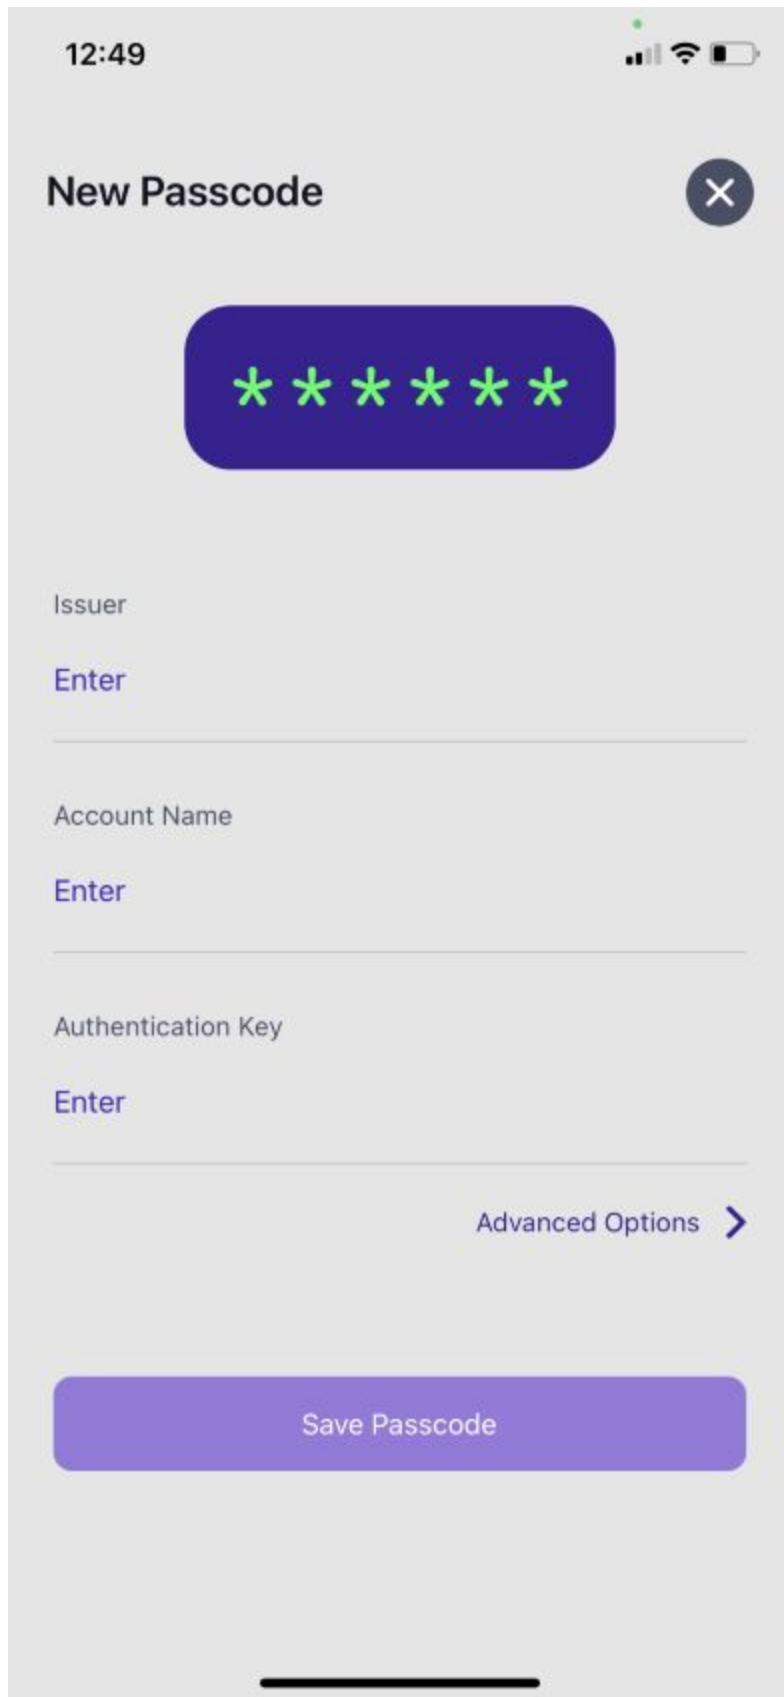 12:49
New Passcode
******
Issuer
Enter
Account Name
Enter
Authentication Key
Enter
Advanced Options
Save Passcode